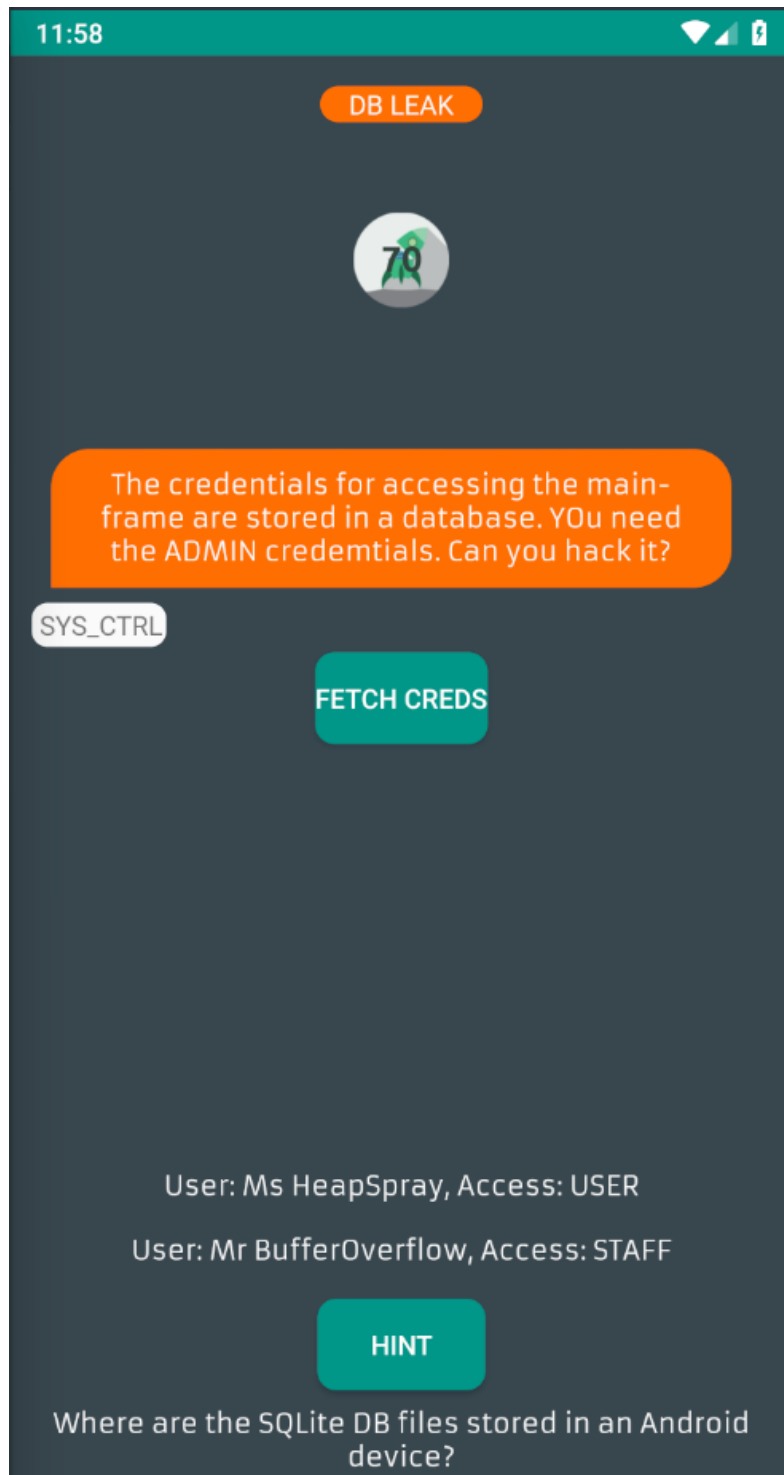 11:58
DB LEAK
70
The credentials for accessing the main-
frame are stored in a database. YOu need
the ADMIN credemtials. Can you hack it?
SYS_CTRL
FETCH CREDS
User: Ms HeapSpray, Access: USER
User: Mr BufferOverflow, Access: STAFF
HINT
Where are the SQLite DB files stored in an Android
device?